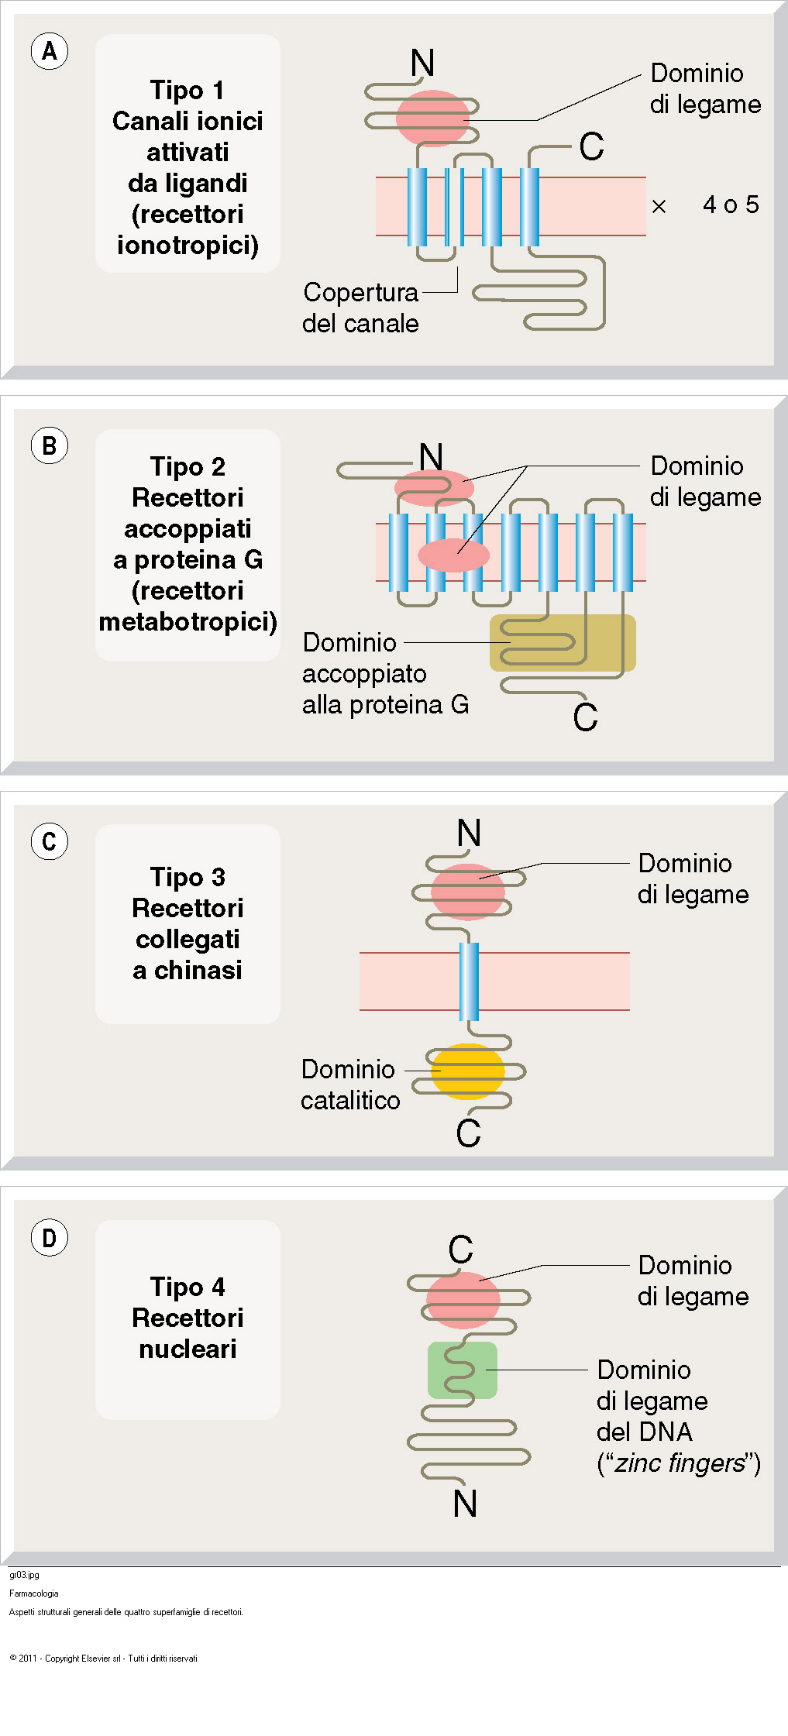 A
Tipo 1
Canali ionici
attivati
da ligandi
(recettori
ionotropici)
N
Dominio
di legame
C
× 4 o 5
Copertura
del canale
B
Tipo 2
Recettori
accoppiati
a proteina G
(recettori
metabotropici)
N
Dominio
di legame
Dominio
accoppiato
alla proteina G
C
C
Tipo 3
Recettori
collegati
a chinasi
N
Dominio
di legame
Dominio
catalitico
C
D
Tipo 4
Recettori
nucleari
C
Dominio
di legame
Dominio
di legame
del DNA
(“zinc fingers”)
N
gr03.jpg
Farmacologia
Aspetti strutturali generali delle quattro superfamiglie di recettori.
© 2011 - Copyright Elsevier srl - Tutti i diritti riservati